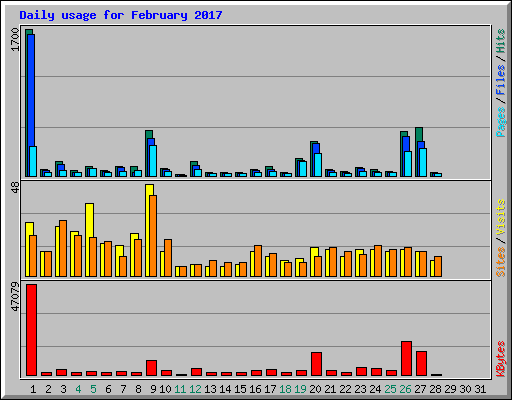 Daily usage for February 2017
1700
Pages / Files / Hits
48
Sites / Visits
47079
KBytes
1 2 3 4 5 6 7 8 9 10 11 12 13 14 15 16 17 18 19 20 21 22 23 24 25 26 27 28 29 30 31